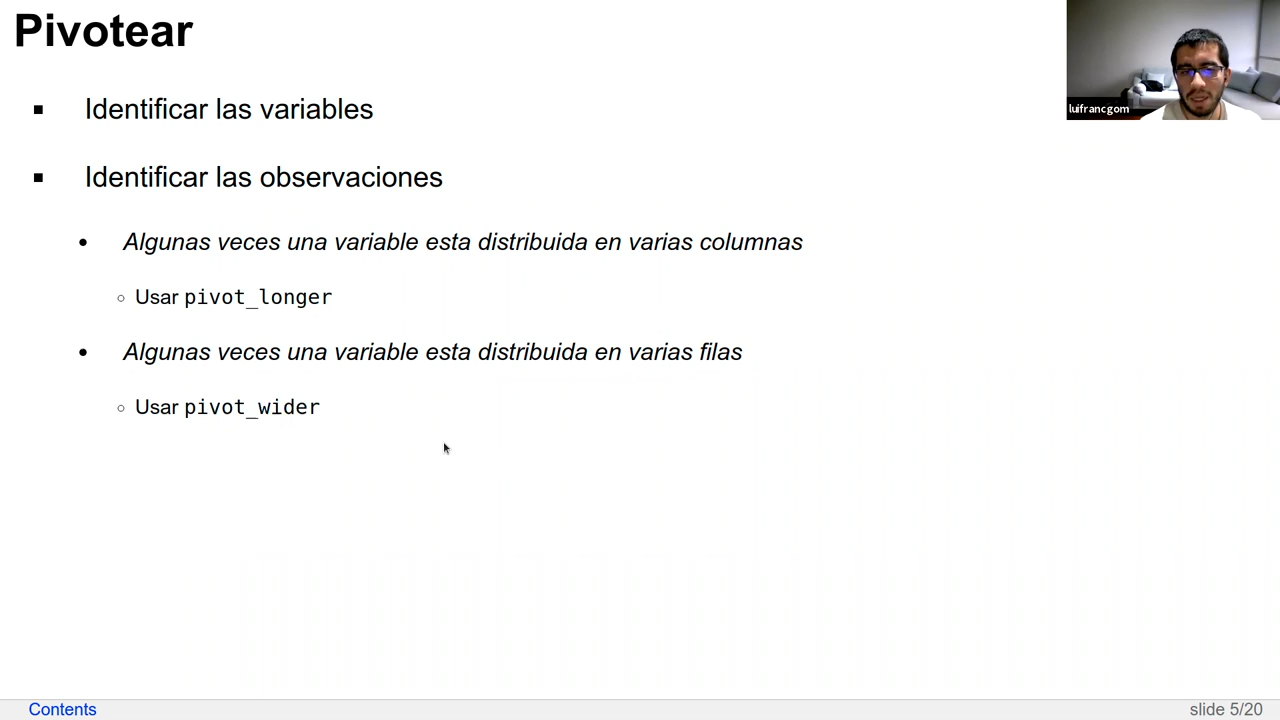 Pivotear
luifrancgom
Identificar las variables
Identificar las observaciones
Algunas veces una variable esta distribuida en varias columnas
Usar pivot_longer
Algunas veces una variable esta distribuida en varias filas
Usar pivot_wider
Contents
slide 5/20